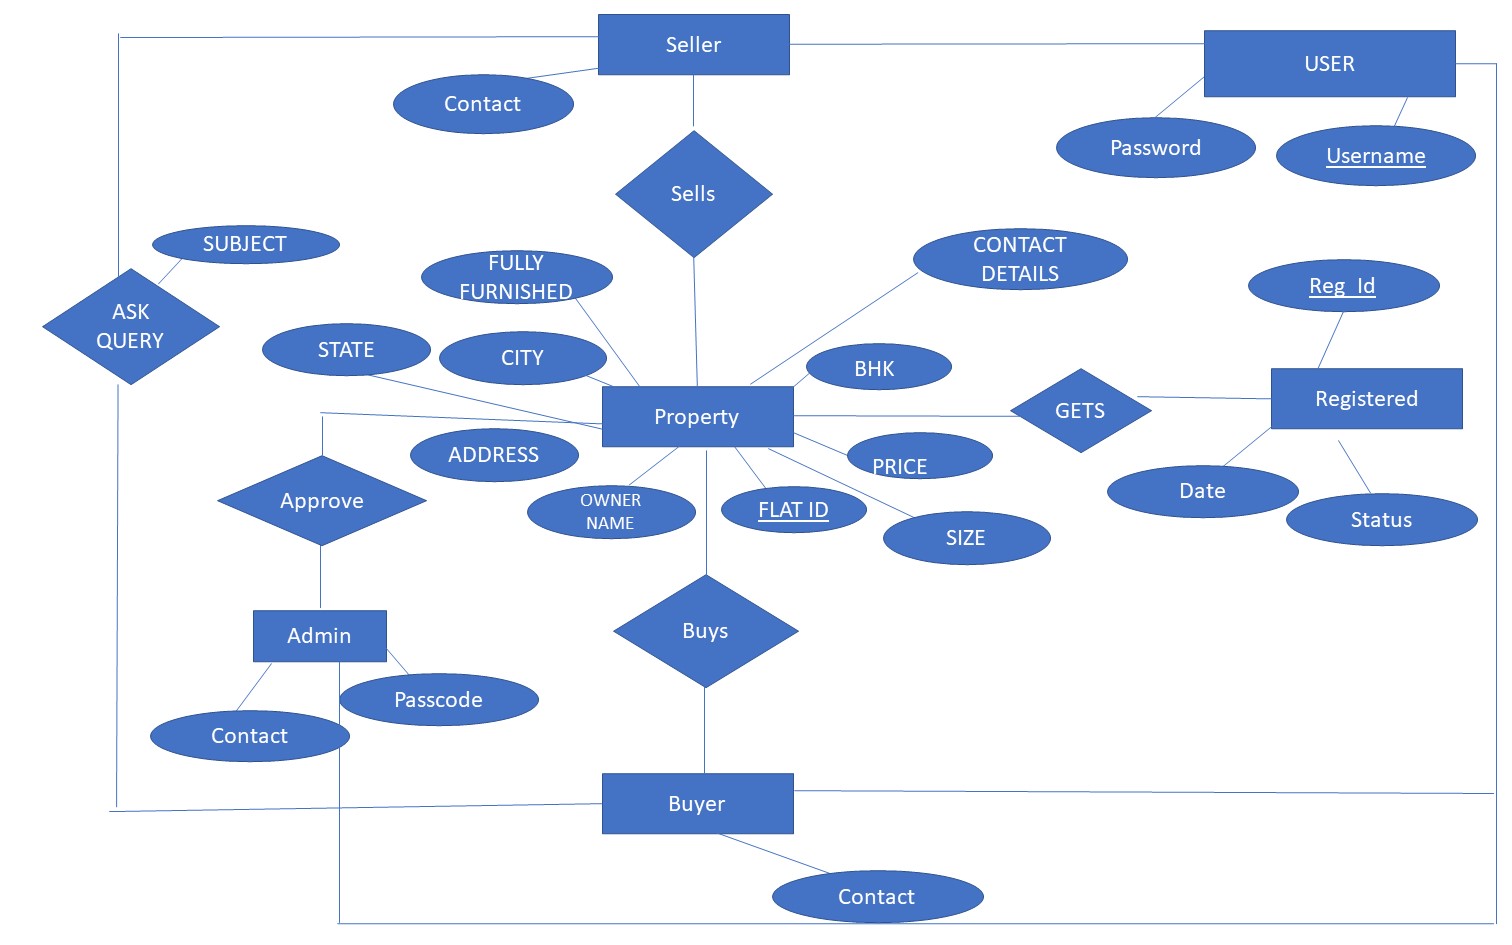 Seller
USER
Contact
Password
Username
Sells
SUBJECT
CONTACT
DETAILS
FULLY
FURNISHED
Reg_Id
ASK
QUERY
STATE
CITY
BHK
Property
GETS
Registered
ADDRESS
PRICE
Approve
OWNER
NAME
FLAT ID
Date
Status
SIZE
Admin
Buys
Passcode
Contact
Buyer
Contact